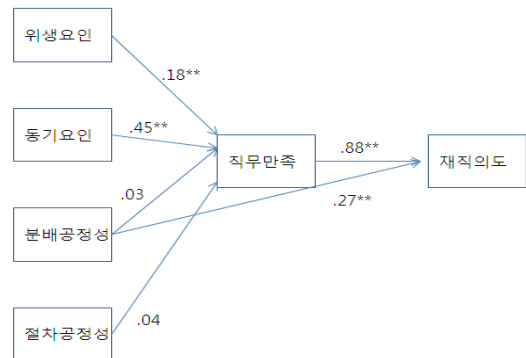 위생요인
.18**
동기요인
.45**
직무만족
.88**
재직의도
.03
.27**
분배공정성
.04
절차공정성